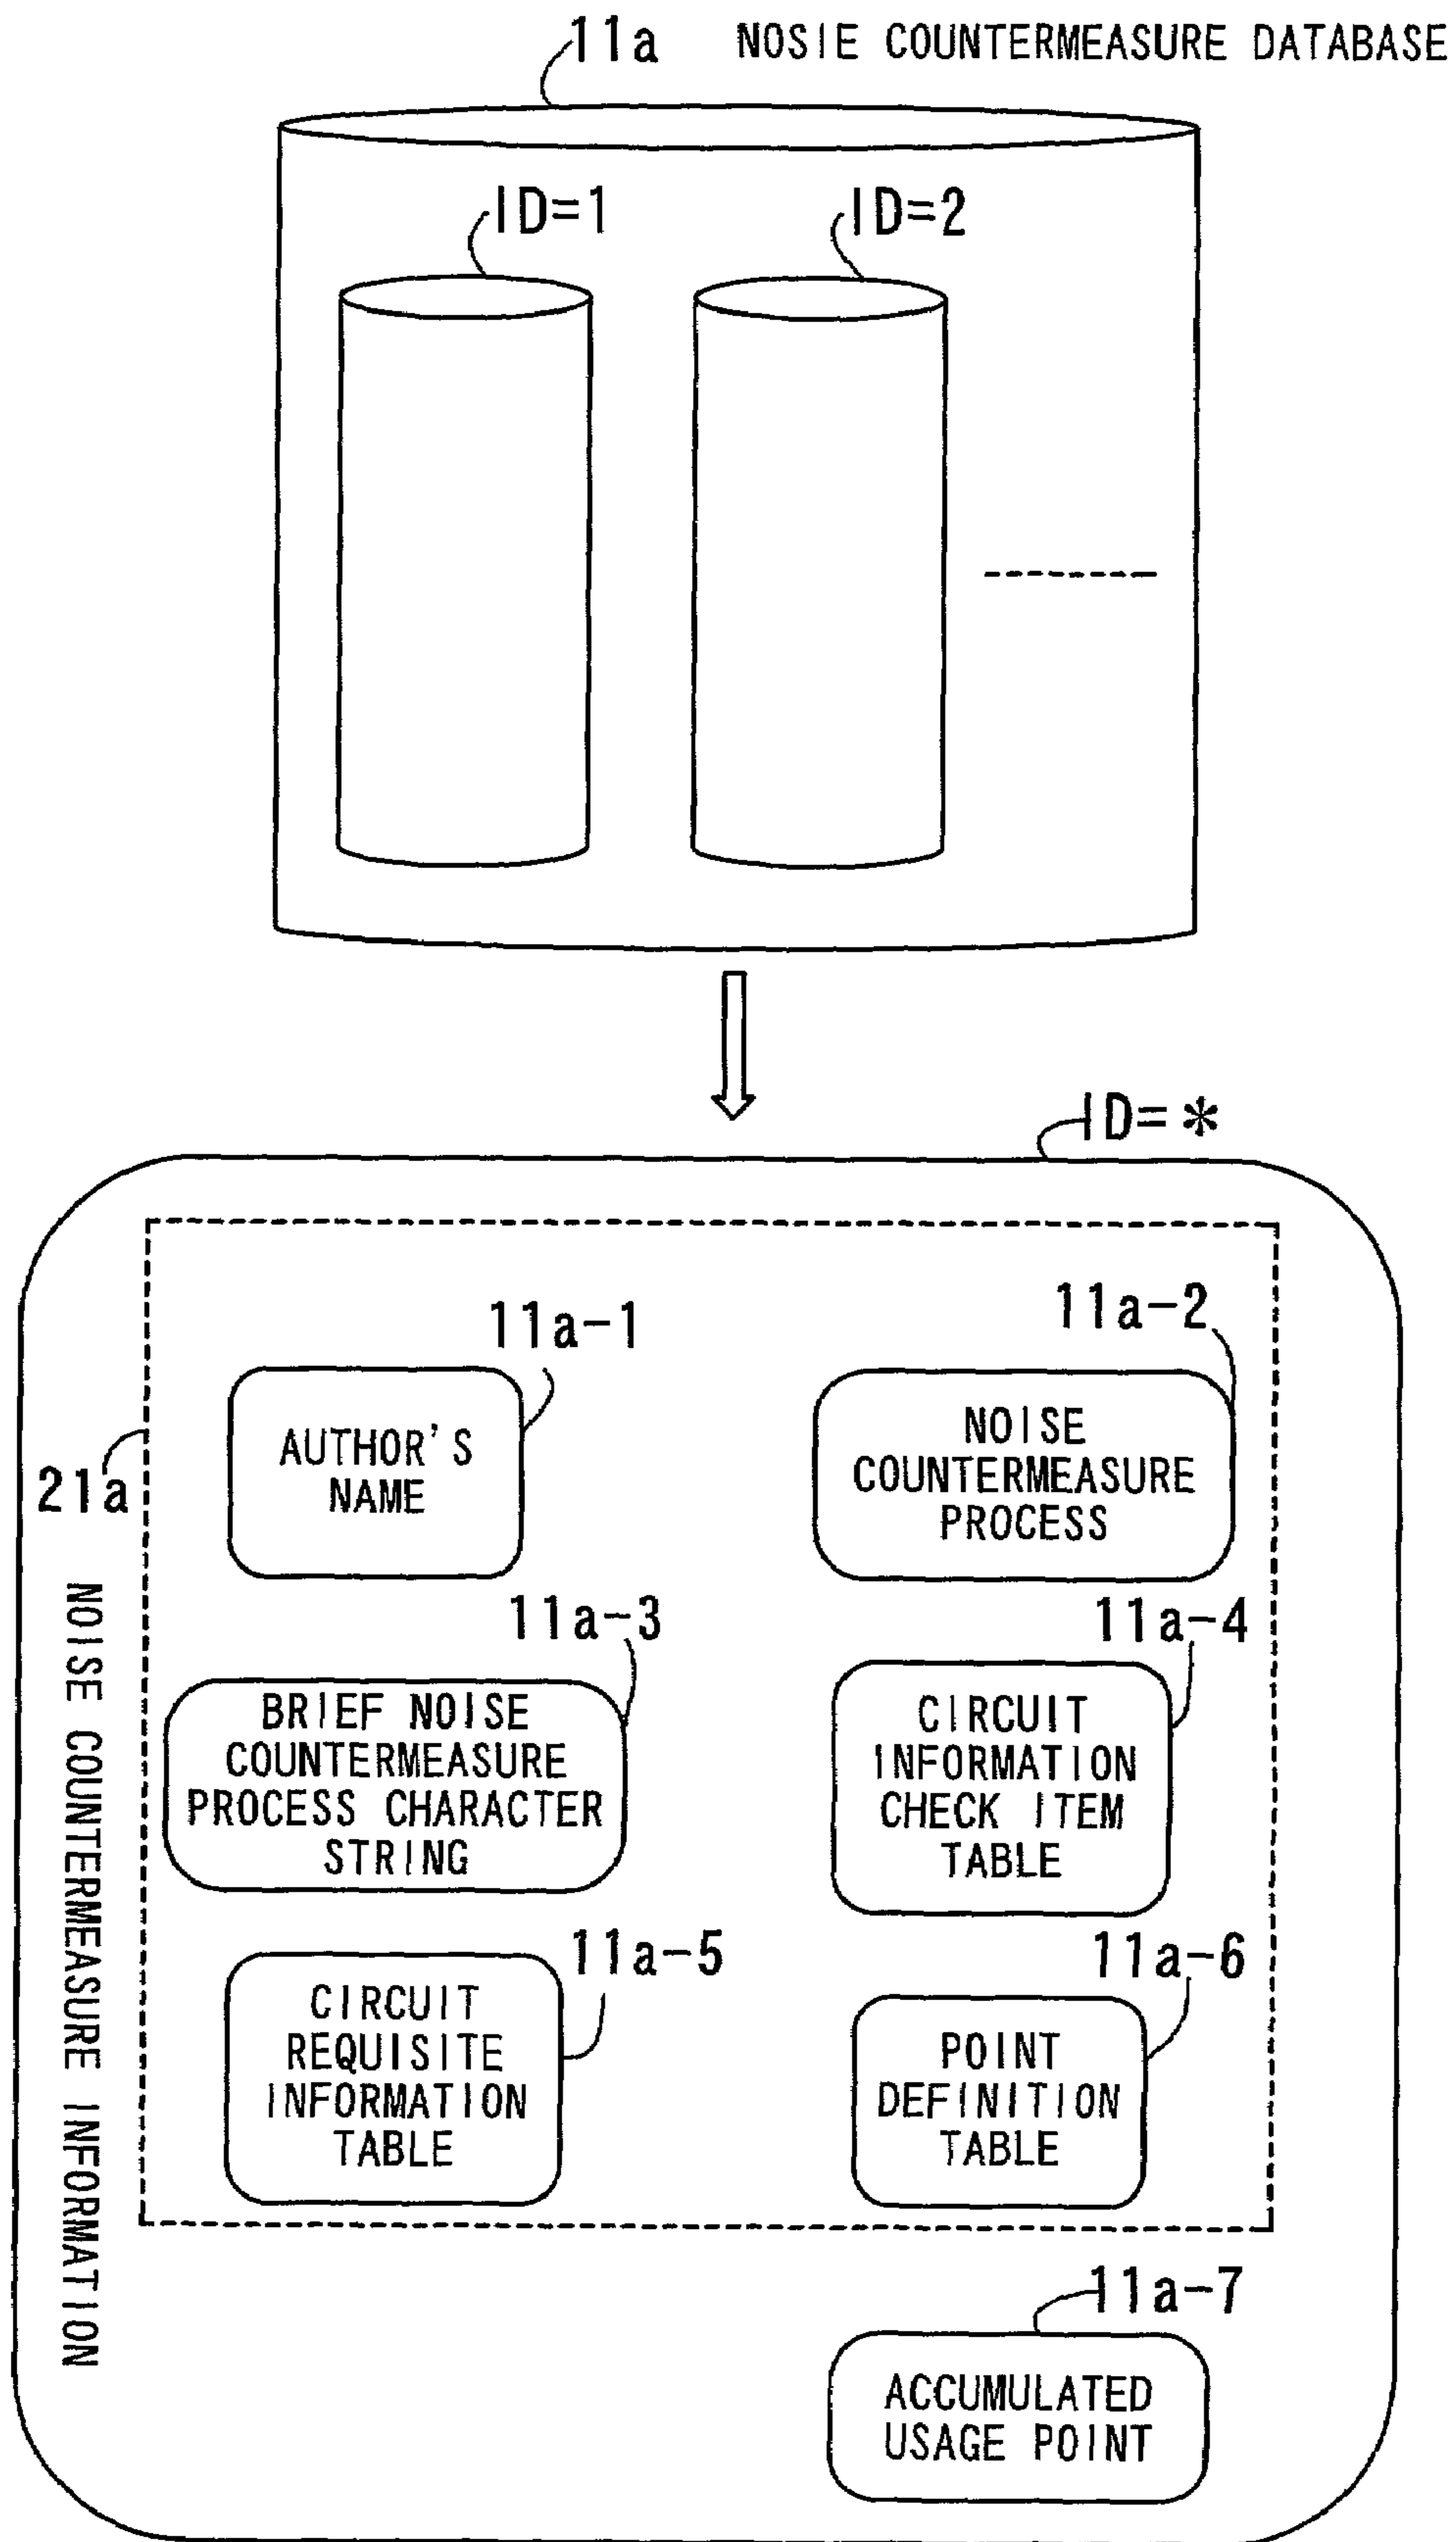 11a NOSIE COUNTERMEASURE DATABASE
ID=1
ID=2
ID=*
11a-1
11a-2
AUTHOR'S
NAME
NOISE
COUNTERMEASURE
PROCESS
21a
NOISE COUNTERMEASURE INFORMATION
11a-3
11a-4
BRIEF NOISE
COUNTERMEASURE
PROCESS CHARACTER
STRING
CIRCUIT
INFORMATION
CHECK ITEM
TABLE
11a-5
11a-6
CIRCUIT
REQUISITE
INFORMATION
TABLE
POINT
DEFINITION
TABLE
11a-7
ACCUMULATED
USAGE POINT